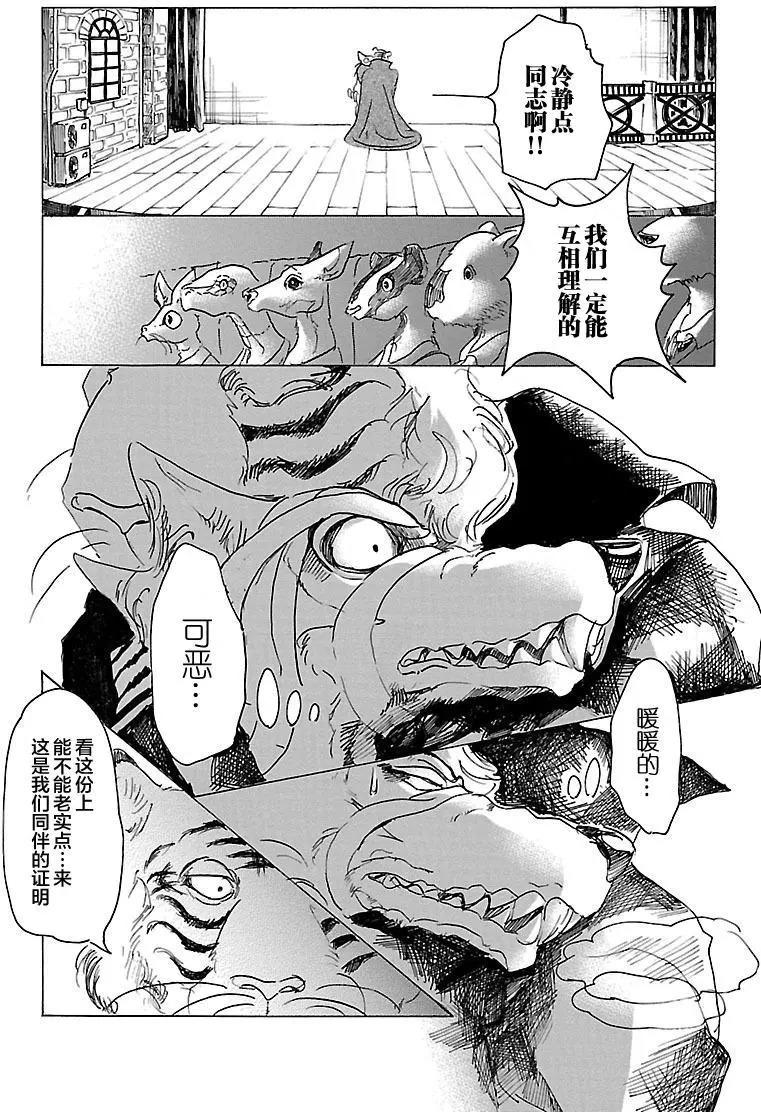 冷静点
同志啊!!
我们一定能
互相理解的
可恶…
暖暖的…
看这份上
能不能老实点…来
这是我们同伴的证明